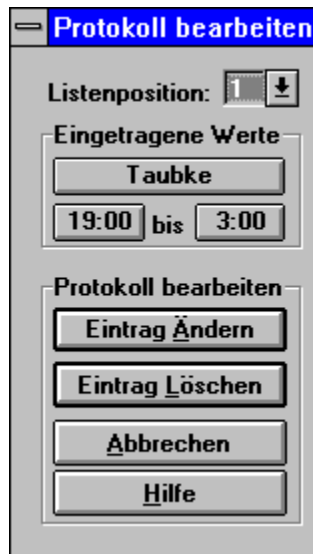 Protokoll bearbeiten
Listenposition: 1
Eingetragene Werte
Taubke
19:00 bis 3:00
Protokoll bearbeiten
Eintrag Ändern
Eintrag Löschen
Abbrechen
Hilfe